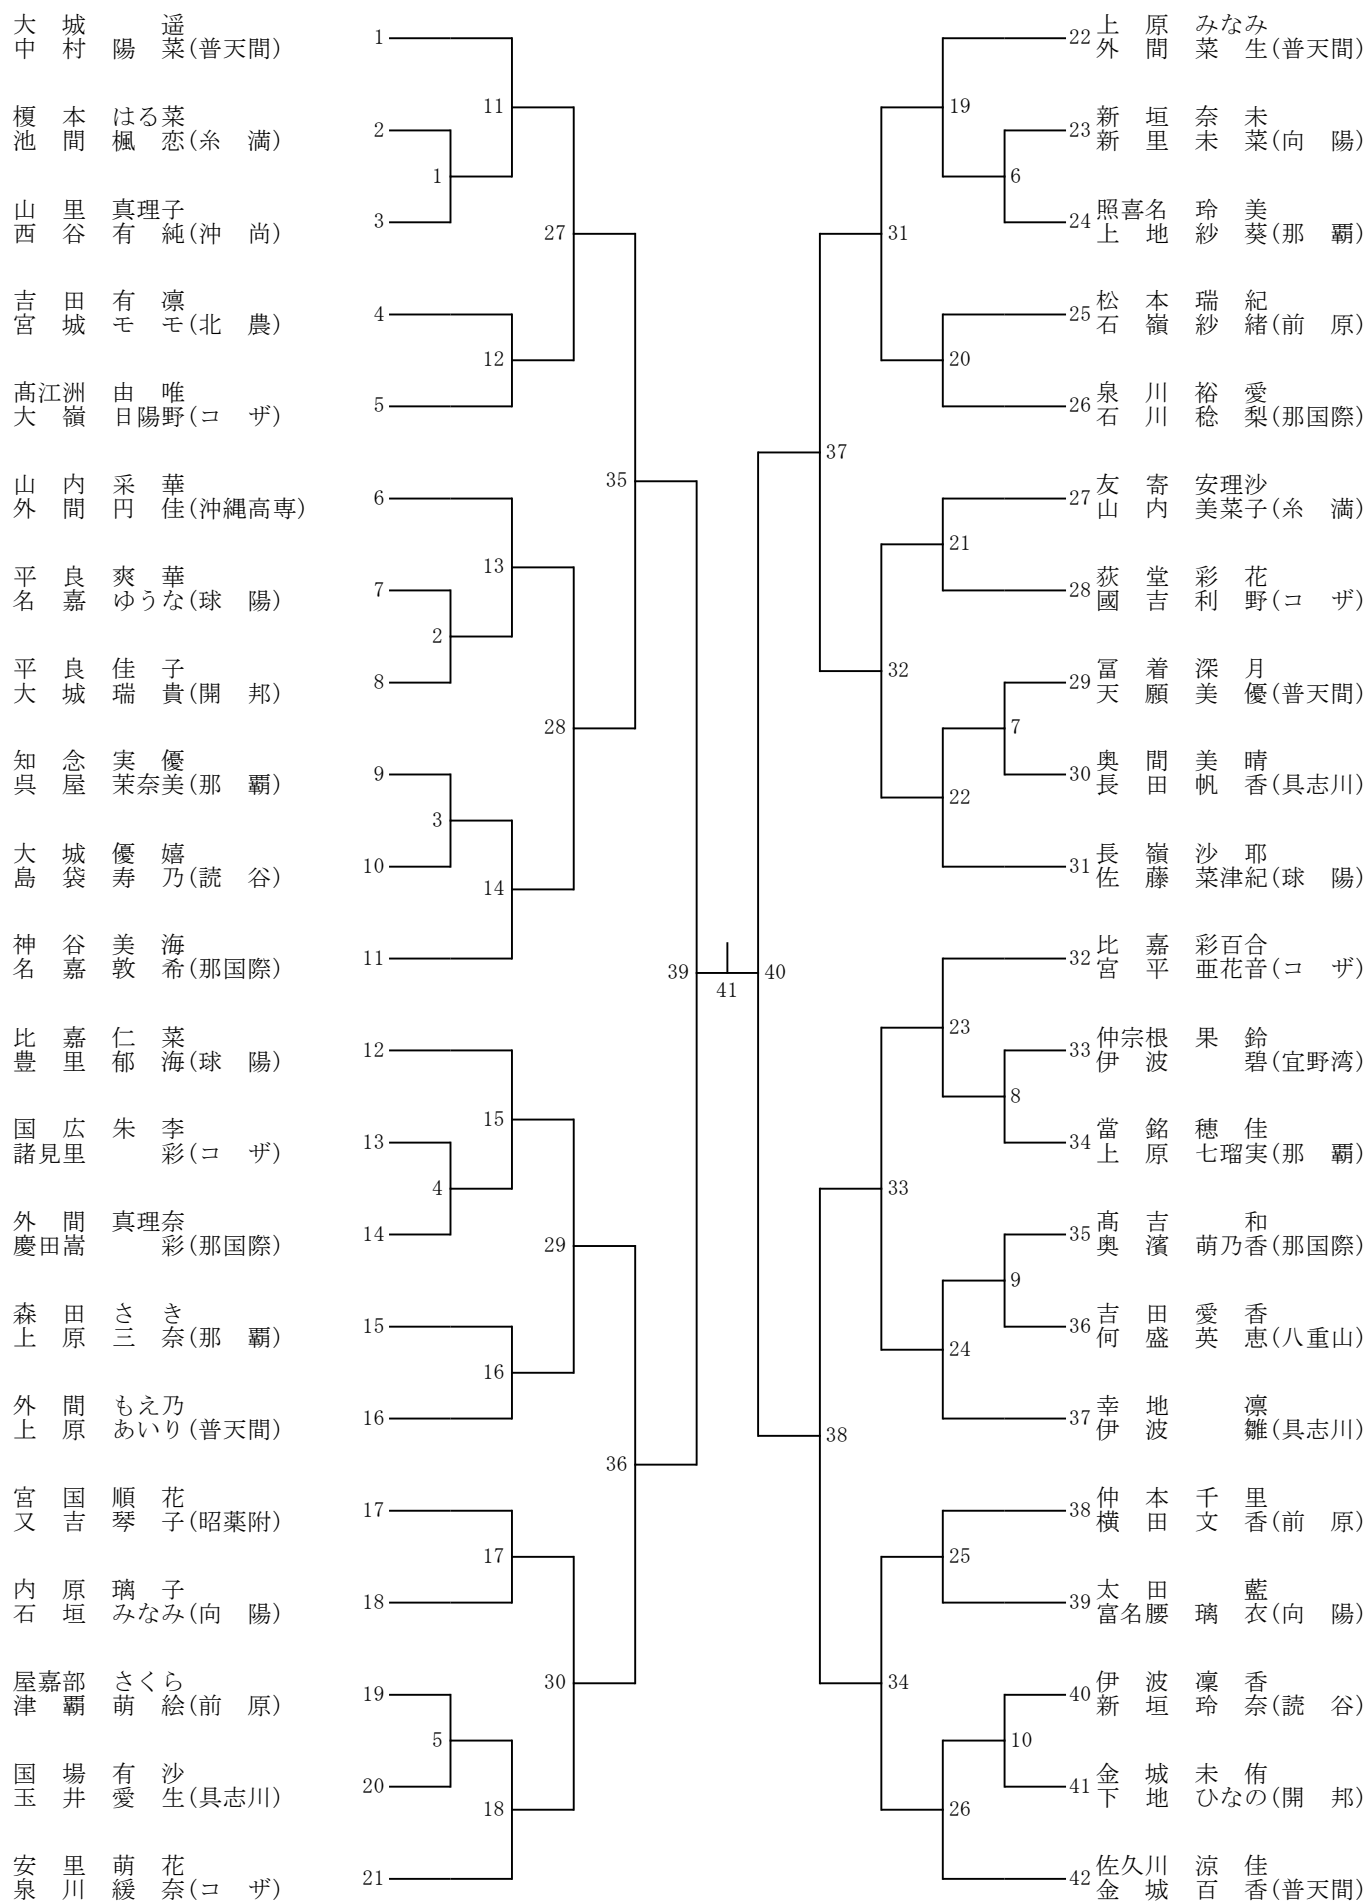 大　城　　　遥
中　村　陽　菜(普天間)
1
榎　本　はる菜
池　間　楓　恋(糸　満)
2
山　里　真理子
西　谷　有　純(沖　尚)
3
吉　田　有　凛
宮　城　モ　モ(北　農)
4
髙江洲　由　唯
大　嶺　日陽野(コ　ザ)
5
山　内　采　華
外　間　円　佳(沖縄高専)
6
平　良　爽　華
名　嘉　ゆうな(球　陽)
7
平　良　佳　子
大　城　瑞　貴(開　邦)
8
知　念　実　優
呉　屋　茉奈美(那　覇)
9
大　城　優　嬉
島　袋　寿　乃(読　谷)
10
神　谷　美　海
名　嘉　敦　希(那国際)
11
比　嘉　仁　菜
豊　里　郁　海(球　陽)
12
国　広　朱　李
諸見里　　　彩(コ　ザ)
13
外　間　真理奈
慶田嵩　　　彩(那国際)
14
森　田　さ　き
上　原　三　奈(那　覇)
15
外　間　もえ乃
上　原　あいり(普天間)
16
宮　国　順　花
又　吉　琴　子(昭薬附)
17
内　原　璃　子
石　垣　みなみ(向　陽)
18
屋嘉部　さくら
津　覇　萌　絵(前　原)
19
国　場　有　沙
玉　井　愛　生(具志川)
20
安　里　萌　花
泉　川　綾　奈(コ　ザ)
21
1
2
3
4
5
11
12
13
14
15
16
17
18
27
28
29
30
35
36
39
41
40
37
38
31
32
33
34
19
20
21
22
23
24
25
26
6
7
8
9
10
22
上　原　みなみ
外　間　菜　生(普天間)
23
新　垣　奈　未
新　里　未　菜(向　陽)
24
照喜名　玲　美
上　地　紗　葵(那　覇)
25
松　本　瑞　紀
石　嶺　紗　緒(前　原)
26
泉　川　裕　愛
石　川　稔　梨(那国際)
27
友　寄　安理沙
山　内　美菜子(糸　満)
28
荻　堂　彩　花
國　吉　利　野(コ　ザ)
29
冨　着　深　月
天　願　美　優(普天間)
30
奥　間　美　晴
長　田　帆　香(具志川)
31
長　嶺　沙　耶
佐　藤　菜津紀(球　陽)
32
比　嘉　彩百合
宮　平　亜花音(コ　ザ)
33
仲宗根　果　鈴
伊　波　　　碧(宜野湾)
34
當　銘　穂　佳
上　原　七瑠実(那　覇)
35
髙　吉　　　和
奥　濱　萌乃香(那国際)
36
吉　田　愛　香
何　盛　英　恵(八重山)
37
幸　地　　　凛
伊　波　　　雛(具志川)
38
仲　本　千　里
横　田　文　香(前　原)
39
太　田　　　藍
富名腰　璃　衣(向　陽)
40
伊　波　凜　香
新　垣　玲　奈(読　谷)
41
金　城　未　侑
下　地　ひなの(開　邦)
42
佐久川　涼　佳
金　城　百　香(普天間)